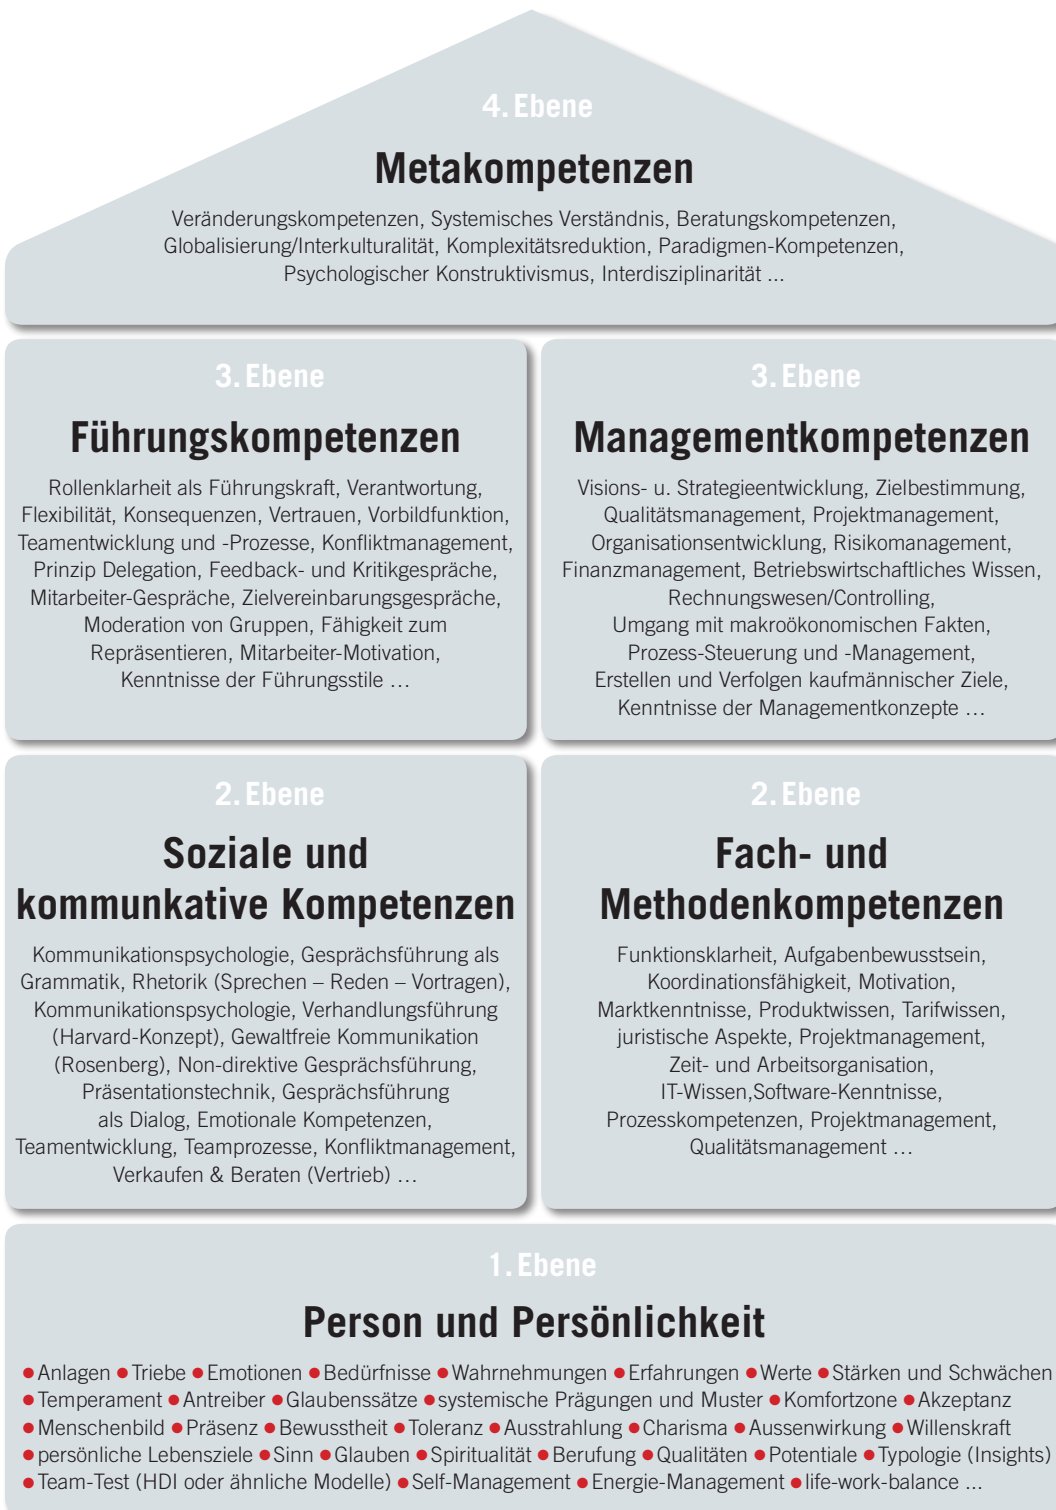 4. Ebene
Metakompetenzen
Veränderungskompetenzen, Systemisches Verständnis, Beratungskompetenzen,
Globalisierung/Interkulturalität, Komplexitätsreduktion, Paradigmen-Kompetenzen,
Psychologischer Konstruktivismus, Interdisziplinarität ...
3. Ebene
Führungskompetenzen
Rollenklarheit als Führungskraft, Verantwortung,
Flexibilität, Konsequenzen, Vertrauen, Vorbildfunktion,
Teamentwicklung und -Prozesse, Konfliktmanagement,
Prinzip Delegation, Feedback- und Kritikgespräche,
Mitarbeiter-Gespräche, Zielvereinbarungsgespräche,
Moderation von Gruppen, Fähigkeit zum
Repräsentieren, Mitarbeiter-Motivation,
Kenntnisse der Führungsstile …
3. Ebene
Managementkompetenzen
Visions- u. Strategieentwicklung, Zielbestimmung,
Qualitätsmanagement, Projektmanagement,
Organisationsentwicklung, Risikomanagement,
Finanzmanagement, Betriebswirtschaftliches Wissen,
Rechnungswesen/Controlling,
Umgang mit makroökonomischen Fakten,
Prozess-Steuerung und -Management,
Erstellen und Verfolgen kaufmännischer Ziele,
Kenntnisse der Managementkonzepte …
2. Ebene
Soziale und
kommunkative Kompetenzen
Kommunikationspsychologie, Gesprächsführung als
Grammatik, Rhetorik (Sprechen – Reden – Vortragen),
Kommunikationspsychologie, Verhandlungsführung
(Harvard-Konzept), Gewaltfreie Kommunikation
(Rosenberg), Non-direktive Gesprächsführung,
Präsentationstechnik, Gesprächsführung
als Dialog, Emotionale Kompetenzen,
Teamentwicklung, Teamprozesse, Konfliktmanagement,
Verkaufen & Beraten (Vertrieb) …
2. Ebene
Fach- und
Methodenkompetenzen
Funktionsklarheit, Aufgabenbewusstsein,
Koordinationsfähigkeit, Motivation,
Marktkenntnisse, Produktwissen, Tarifwissen,
juristische Aspekte, Projektmanagement,
Zeit- und Arbeitsorganisation,
IT-Wissen,Software-Kenntnisse,
Prozesskompetenzen, Projektmanagement,
Qualitätsmanagement …
1. Ebene
Person und Persönlichkeit
● Anlagen ● Triebe ● Emotionen ● Bedürfnisse ● Wahrnehmungen ● Erfahrungen ● Werte ● Stärken und Schwächen
● Temperament ● Antreiber ● Glaubenssätze ● systemische Prägungen und Muster ● Komfortzone ● Akzeptanz
● Menschenbild ● Präsenz ● Bewusstheit ● Toleranz ● Ausstrahlung ● Charisma ● Aussenwirkung ● Willenskraft
● persönliche Lebensziele ● Sinn ● Glauben ● Spiritualität ● Berufung ● Qualitäten ● Potentiale ● Typologie (Insights)
● Team-Test (HDI oder ähnliche Modelle) ● Self-Management ● Energie-Management ● life-work-balance ...